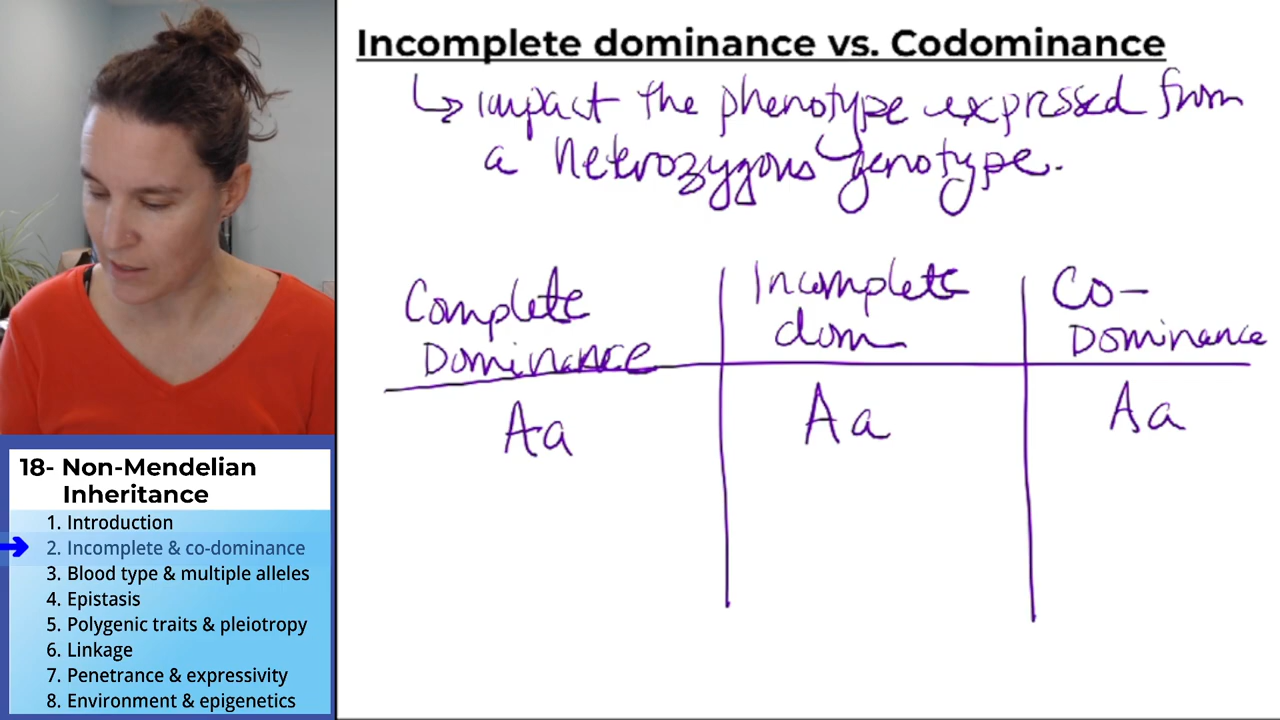 Incomplete dominance vs. Codominance
↳ impact the phenotype expressed from
a heterozygous genotype.
Complete
Dominance
Incomplete
dom
Co-
Dominance
Aa
Aa
Aa
18- Non-Mendelian
Inheritance
1. Introduction
2. Incomplete & co-dominance
3. Blood type & multiple alleles
4. Epistasis
5. Polygenic traits & pleiotropy
6. Linkage
7. Penetrance & expressivity
8. Environment & epigenetics